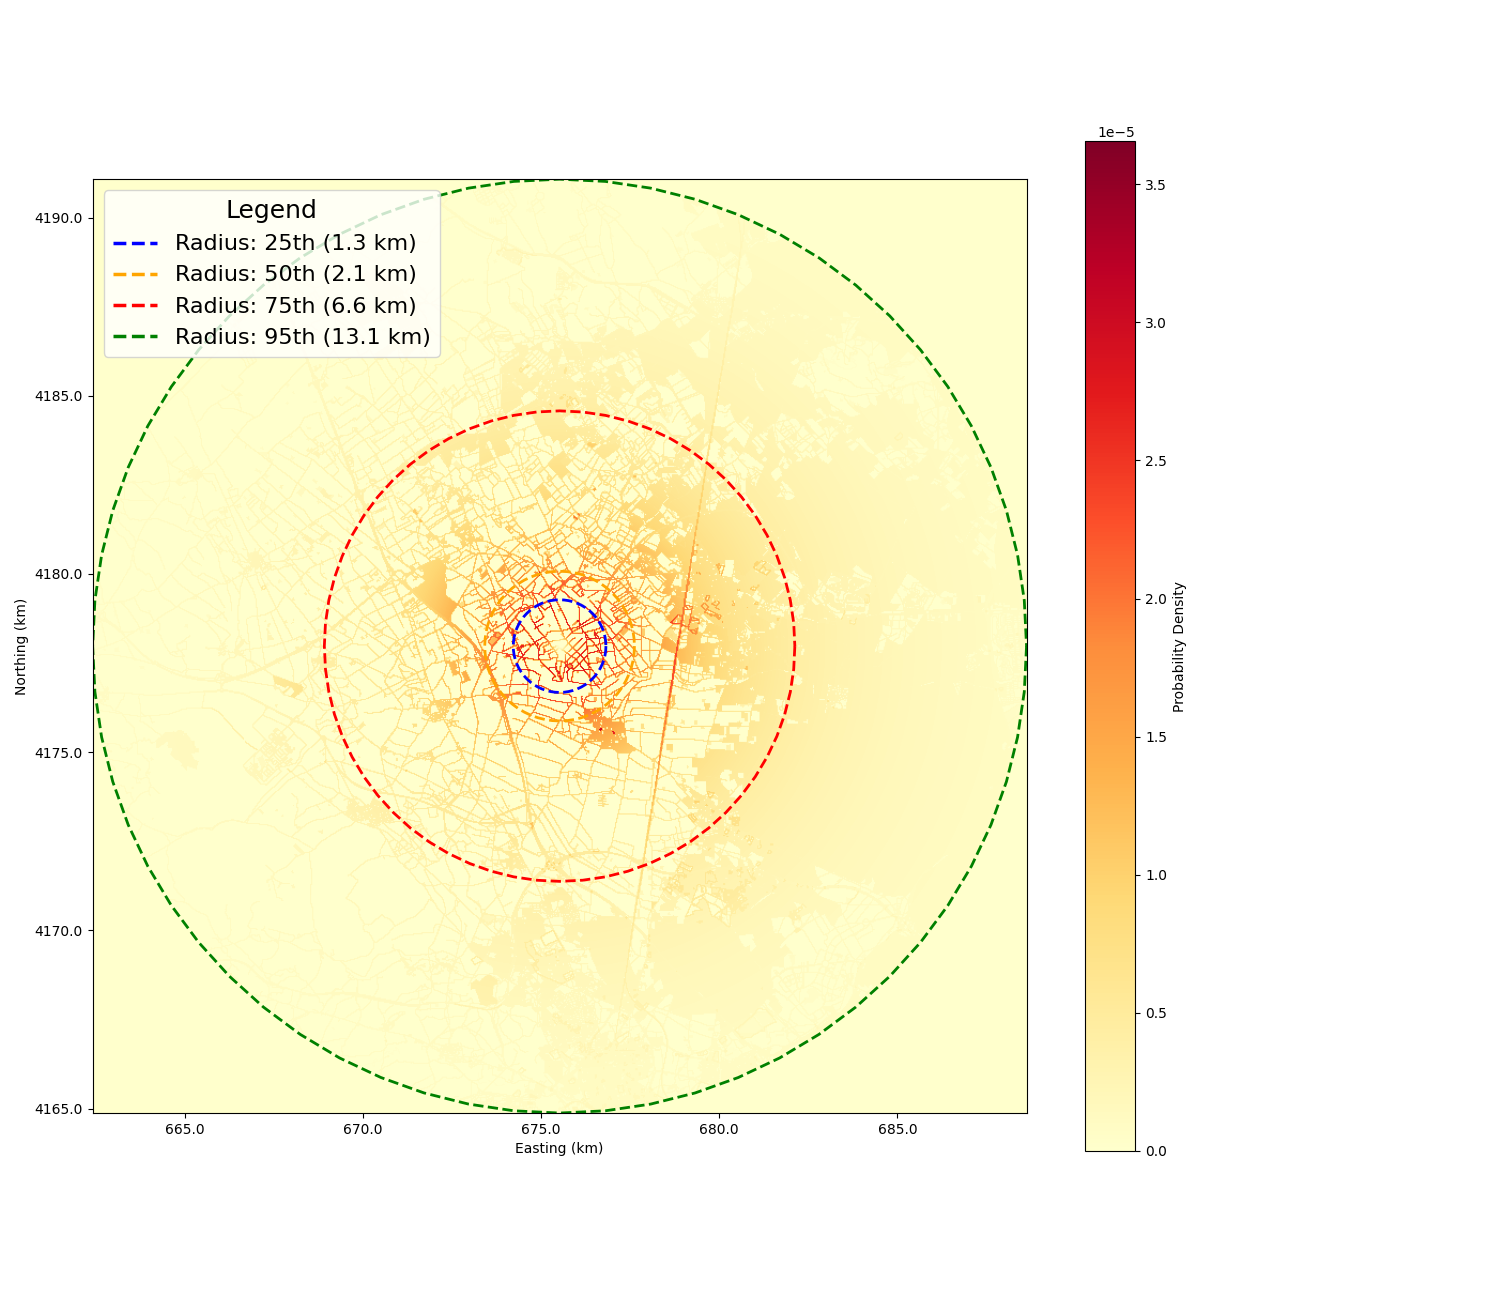 1e−5
Legend
Radius: 25th (1.3 km)
Radius: 50th (2.1 km)
Radius: 75th (6.6 km)
Radius: 95th (13.1 km)
4190.0
4185.0
4180.0
4175.0
4170.0
4165.0
Northing (km)
665.0 670.0 675.0 680.0 685.0
Easting (km)
3.5
3.0
2.5
2.0
1.5
1.0
0.5
0.0
Probability Density